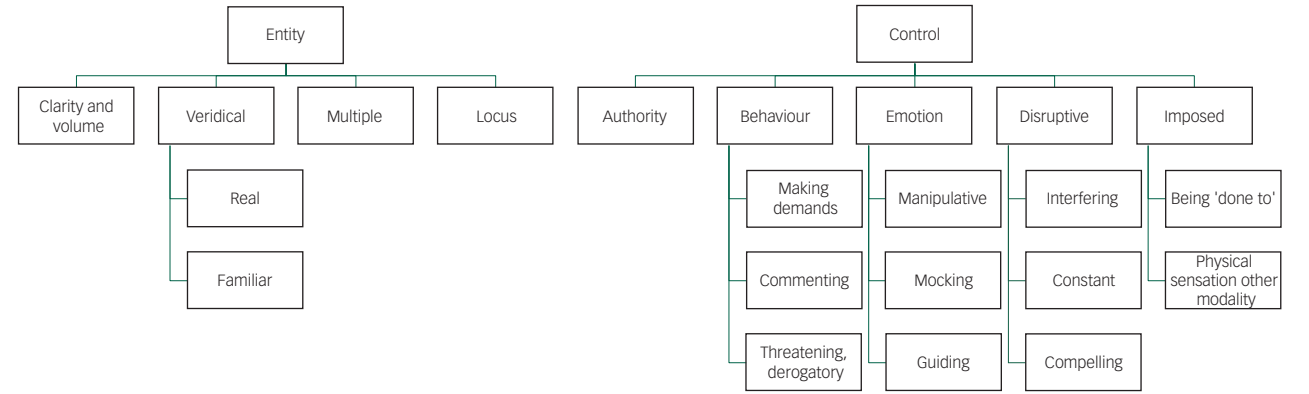 Entity
Control
Clarity and
volume
Veridical
Multiple
Locus
Authority
Behaviour
Emotion
Disruptive
Imposed
Real
Making
demands
Manipulative
Interfering
Being 'done to'
Familiar
Commenting
Mocking
Constant
Physical
sensation other
modality
Threatening,
derogatory
Guiding
Compelling